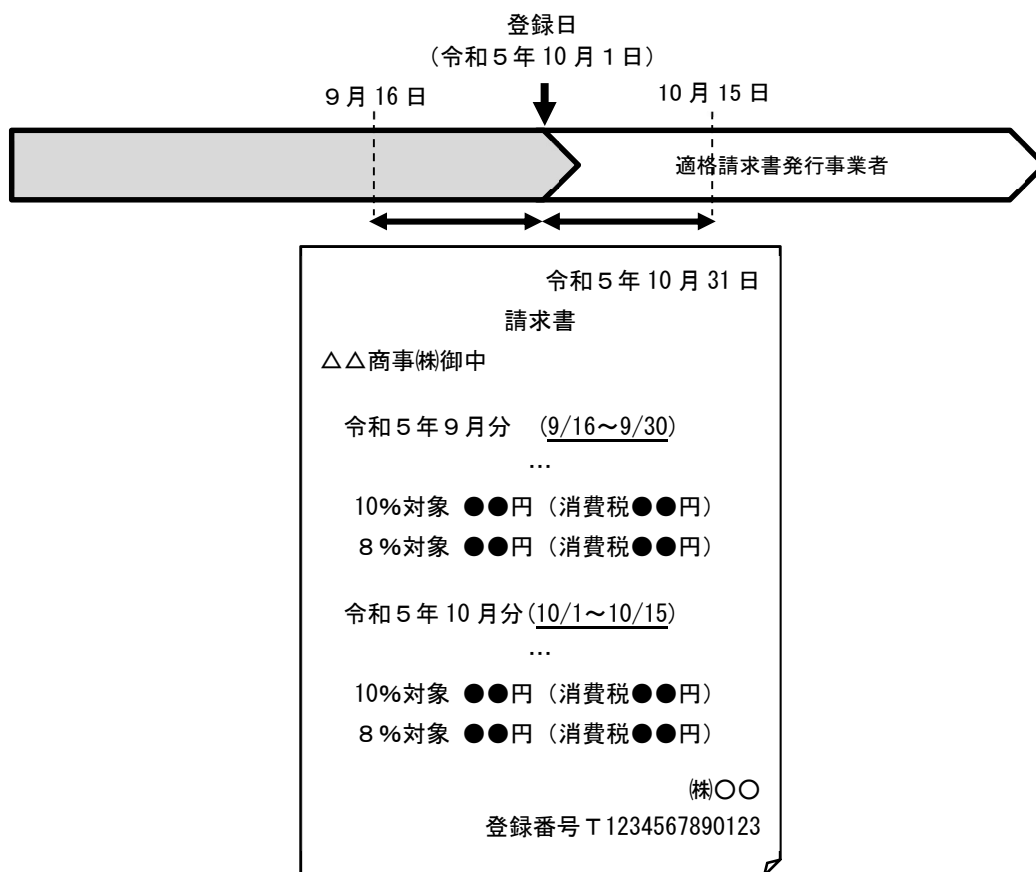 登録日
(令和５年10月１日)
９月16日
10月15日
適格請求書発行事業者
令和５年10月31日
請求書
△△商事㈱御中
令和５年９月分 (9/16～9/30)
…
10％対象 ●●円（消費税●●円）
８％対象 ●●円（消費税●●円）
令和５年10月分(10/1～10/15)
…
10％対象 ●●円（消費税●●円）
８％対象 ●●円（消費税●●円）
㈱○○
登録番号Ｔ1234567890123